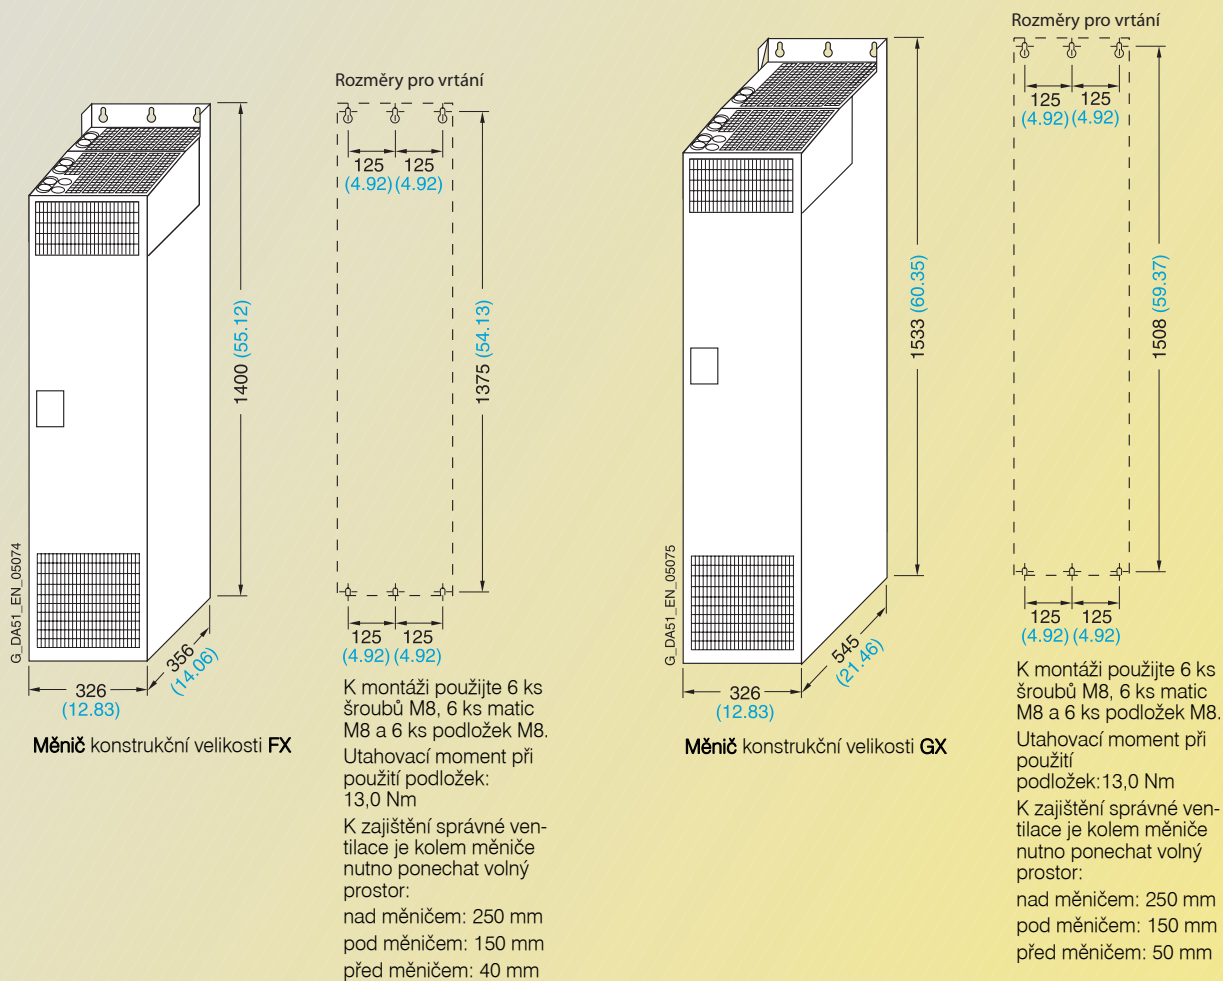 Rozměry pro vrtání
125 125
(4.92) (4.92)
1400 (55.12)
1375 (54.13)
G_DA51_EN_05074
356
(14.06)
326
(12.83)
125 125
(4.92) (4.92)
Měnič konstrukční velikosti FX
K montáži použijte 6 ks
šroubů M8, 6 ks matic
M8 a 6 ks podložek M8.
Utahovací moment při
použití podložek:
13,0 Nm
K zajištění správné ven-
tilace je kolem měniče
nutno ponechat volný
prostor:
nad měničem: 250 mm
pod měničem: 150 mm
před měničem: 40 mm
Rozměry pro vrtání
125 125
(4.92) (4.92)
1533 (60.35)
1508 (59.37)
G_DA51_EN_05075
545
(21.46)
326
(12.83)
125 125
(4.92) (4.92)
Měnič konstrukční velikosti GX
K montáži použijte 6 ks
šroubů M8, 6 ks matic
M8 a 6 ks podložek M8.
Utahovací moment při
použití
podložek:13,0 Nm
K zajištění správné ven-
tilace je kolem měniče
nutno ponechat volný
prostor:
nad měničem: 250 mm
pod měničem: 150 mm
před měničem: 50 mm